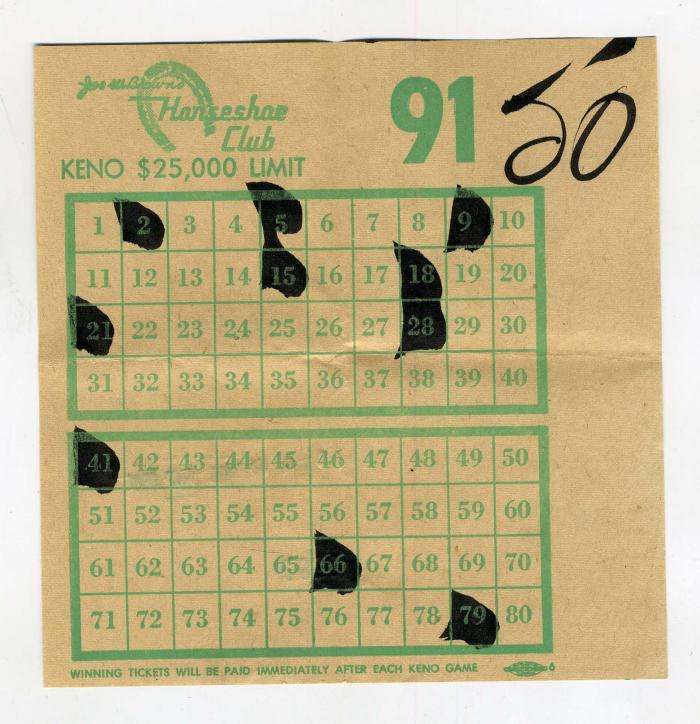 Joe W. Brown's
Horseshoe
Club
KENO $25,000 LIMIT
91
50
1 2 3 4 5 6 7 8 9 10
11 12 13 14 15 16 17 18 19 20
21 22 23 24 25 26 27 28 29 30
31 32 33 34 35 36 37 38 39 40
41 42 43 44 45 46 47 48 49 50
51 52 53 54 55 56 57 58 59 60
61 62 63 64 65 66 67 68 69 70
71 72 73 74 75 76 77 78 79 80
WINNING TICKETS WILL BE PAID IMMEDIATELY AFTER EACH KENO GAME 6